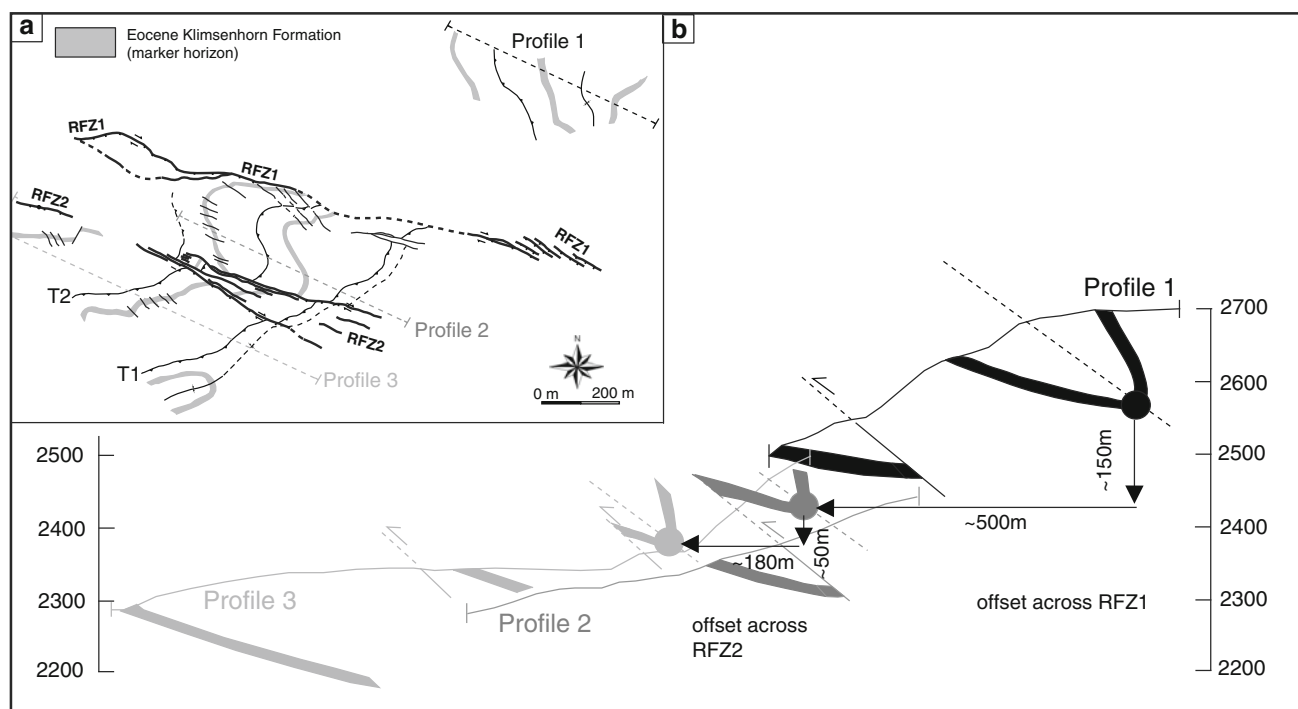 a
Eocene Klimsenhorn Formation
(marker horizon)
Profile 1
RFZ1
RFZ1
RFZ2
RFZ1
T2
Profile 2
RFZ2
T1
Profile 3
N
0 m 200 m
b
Profile 1
2700
2600
2500
2400
2300
2200
2500
2400
2300
2200
~150m
~500m
~50m
~180m
Profile 3
Profile 2
offset across
RFZ2
offset across RFZ1